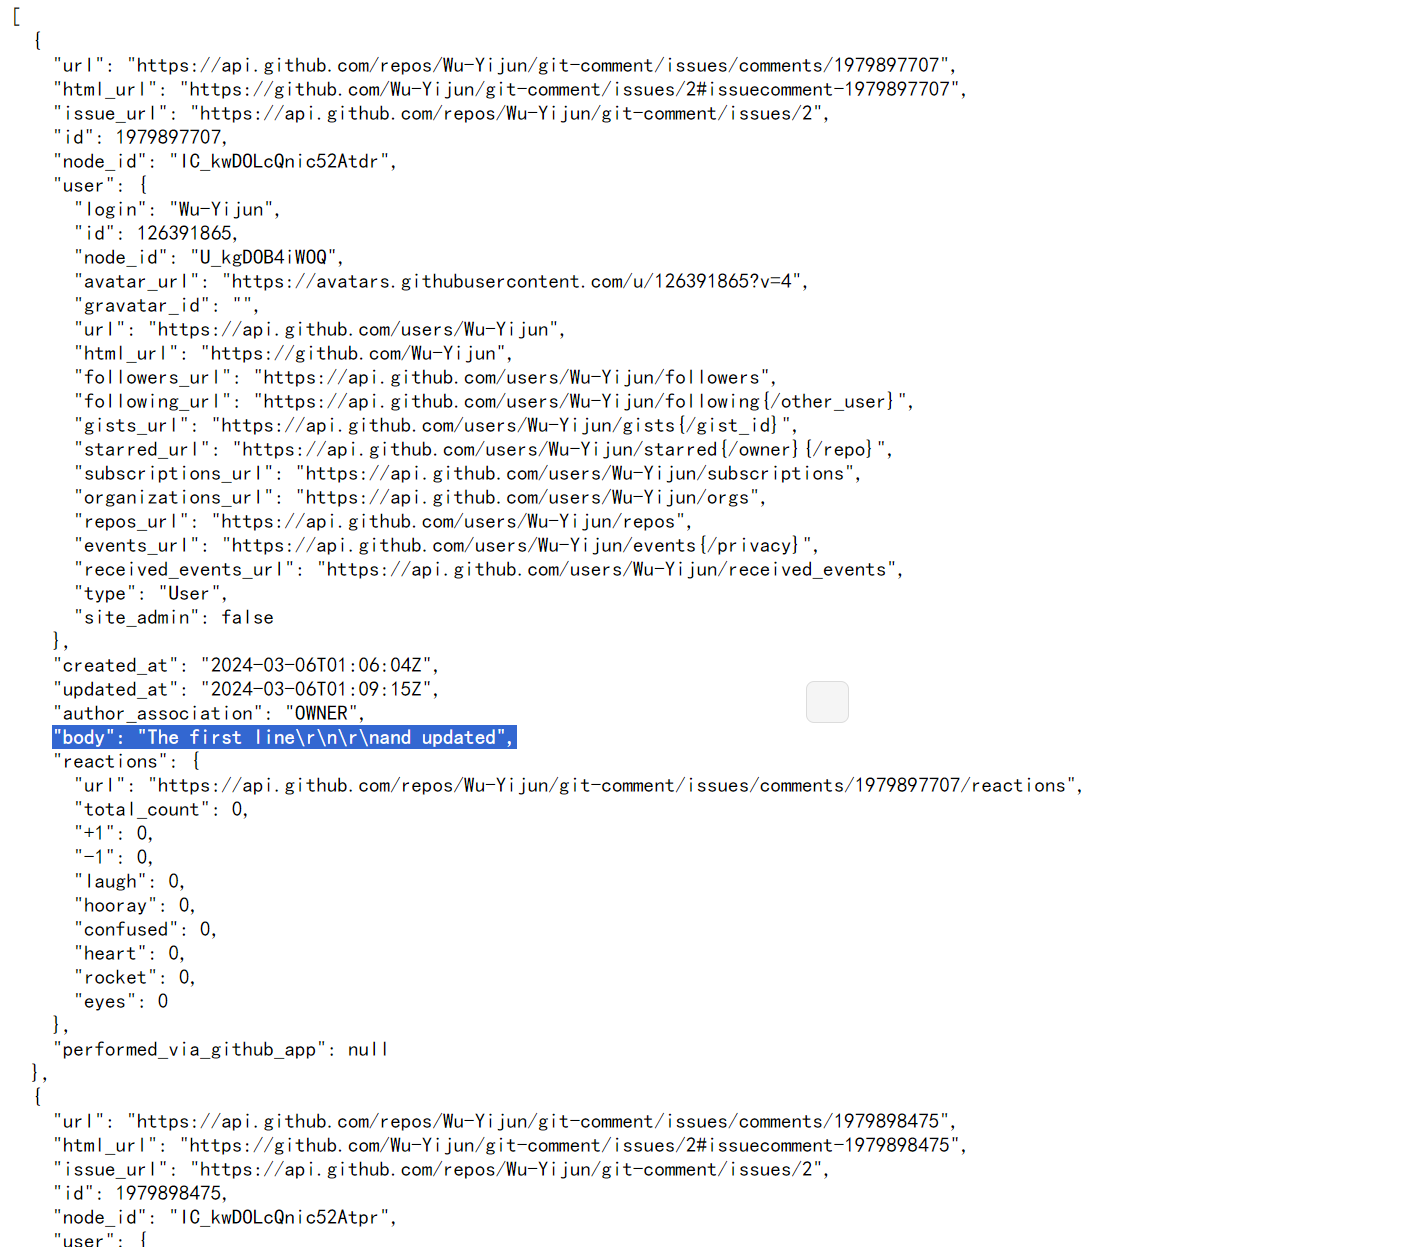 [
{
"url": "https://api.github.com/repos/Wu-Yijun/git-comment/issues/comments/1979897707",
"html_url": "https://github.com/Wu-Yijun/git-comment/issues/2#issuecomment-1979897707",
"issue_url": "https://api.github.com/repos/Wu-Yijun/git-comment/issues/2",
"id": 1979897707,
"node_id": "IC_kwDOLcQnic52Atdr",
"user": {
"login": "Wu-Yijun",
"id": 126391865,
"node_id": "U_kgDOB4iWOQ",
"avatar_url": "https://avatars.githubusercontent.com/u/126391865?v=4",
"gravatar_id": "",
"url": "https://api.github.com/users/Wu-Yijun",
"html_url": "https://github.com/Wu-Yijun",
"followers_url": "https://api.github.com/users/Wu-Yijun/followers",
"following_url": "https://api.github.com/users/Wu-Yijun/following{/other_user}",
"gists_url": "https://api.github.com/users/Wu-Yijun/gists{/gist_id}",
"starred_url": "https://api.github.com/users/Wu-Yijun/starred{/owner}{/repo}",
"subscriptions_url": "https://api.github.com/users/Wu-Yijun/subscriptions",
"organizations_url": "https://api.github.com/users/Wu-Yijun/orgs",
"repos_url": "https://api.github.com/users/Wu-Yijun/repos",
"events_url": "https://api.github.com/users/Wu-Yijun/events{/privacy}",
"received_events_url": "https://api.github.com/users/Wu-Yijun/received_events",
"type": "User",
"site_admin": false
},
"created_at": "2024-03-06T01:06:04Z",
"updated_at": "2024-03-06T01:09:15Z",
"author_association": "OWNER",
"body": "The first line\r\n\r\nand updated",
"reactions": {
"url": "https://api.github.com/repos/Wu-Yijun/git-comment/issues/comments/1979897707/reactions",
"total_count": 0,
"+1": 0,
"-1": 0,
"laugh": 0,
"hooray": 0,
"confused": 0,
"heart": 0,
"rocket": 0,
"eyes": 0
},
"performed_via_github_app": null
},
{
"url": "https://api.github.com/repos/Wu-Yijun/git-comment/issues/comments/1979898475",
"html_url": "https://github.com/Wu-Yijun/git-comment/issues/2#issuecomment-1979898475",
"issue_url": "https://api.github.com/repos/Wu-Yijun/git-comment/issues/2",
"id": 1979898475,
"node_id": "IC_kwDOLcQnic52Atpr",
"user": {